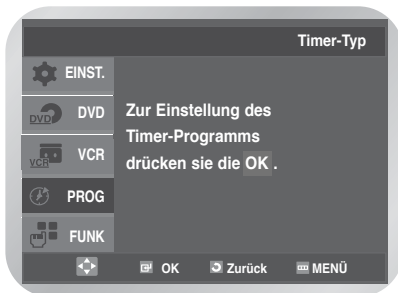 Timer-Typ
EINST.
DVD DVD
VCR VCR
PROG
FUNK
Zur Einstellung des
Timer-Programms
drücken sie die OK .
OK Zurück MENÜ